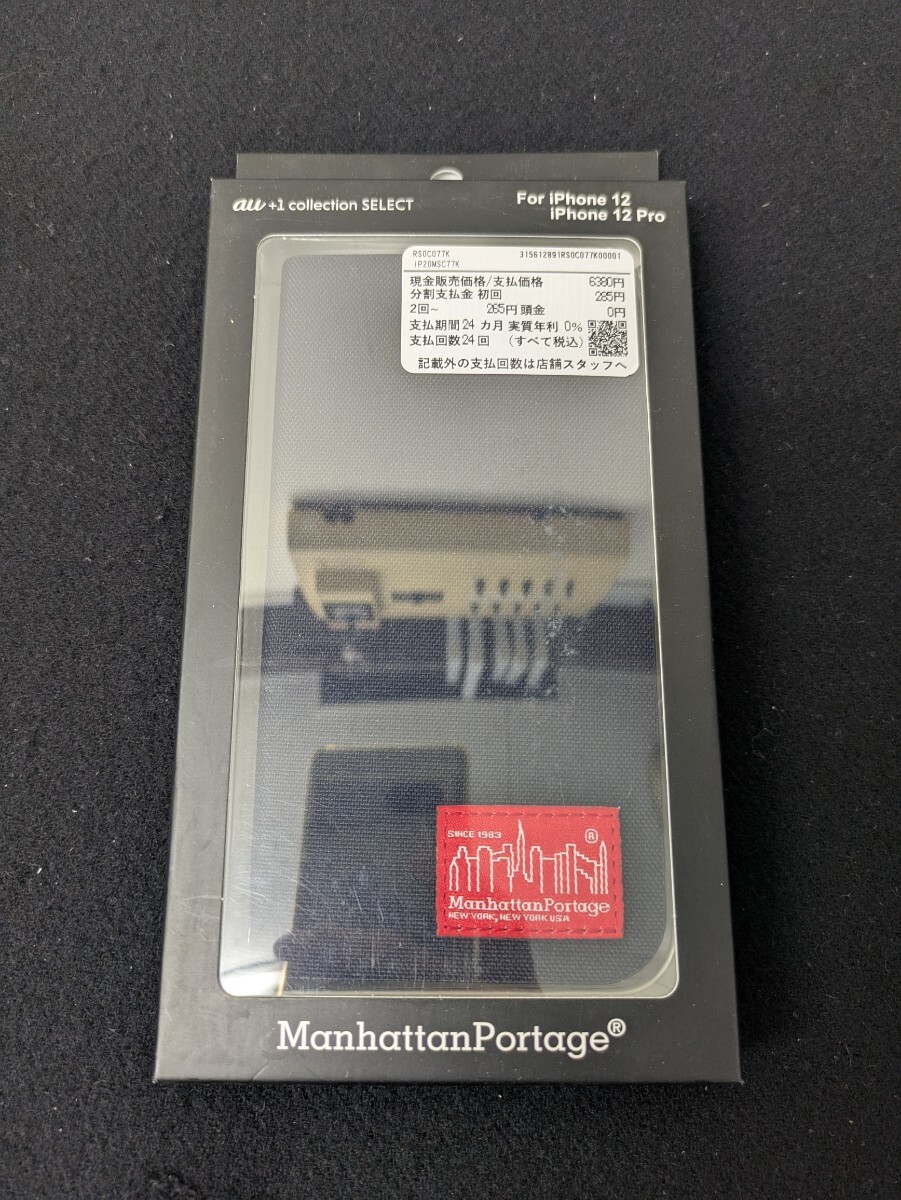 au +1 collection SELECT
For iPhone 12
iPhone 12 Pro
RS0C077K 315612891RS0C077K00001
iP20MSC77K
現金販売価格/支払価格 6380円
分割支払金 初回 285円
2回~ 265円 頭金 0円
支払期間24 カ月 実質年利 0%
支払回数24 回 (すべて税込)
記載外の支払回数は店舗スタッフへ
SINCE 1983 ®
ManhattanPortage
NEW YORK, NEW YORK USA
ManhattanPortage®